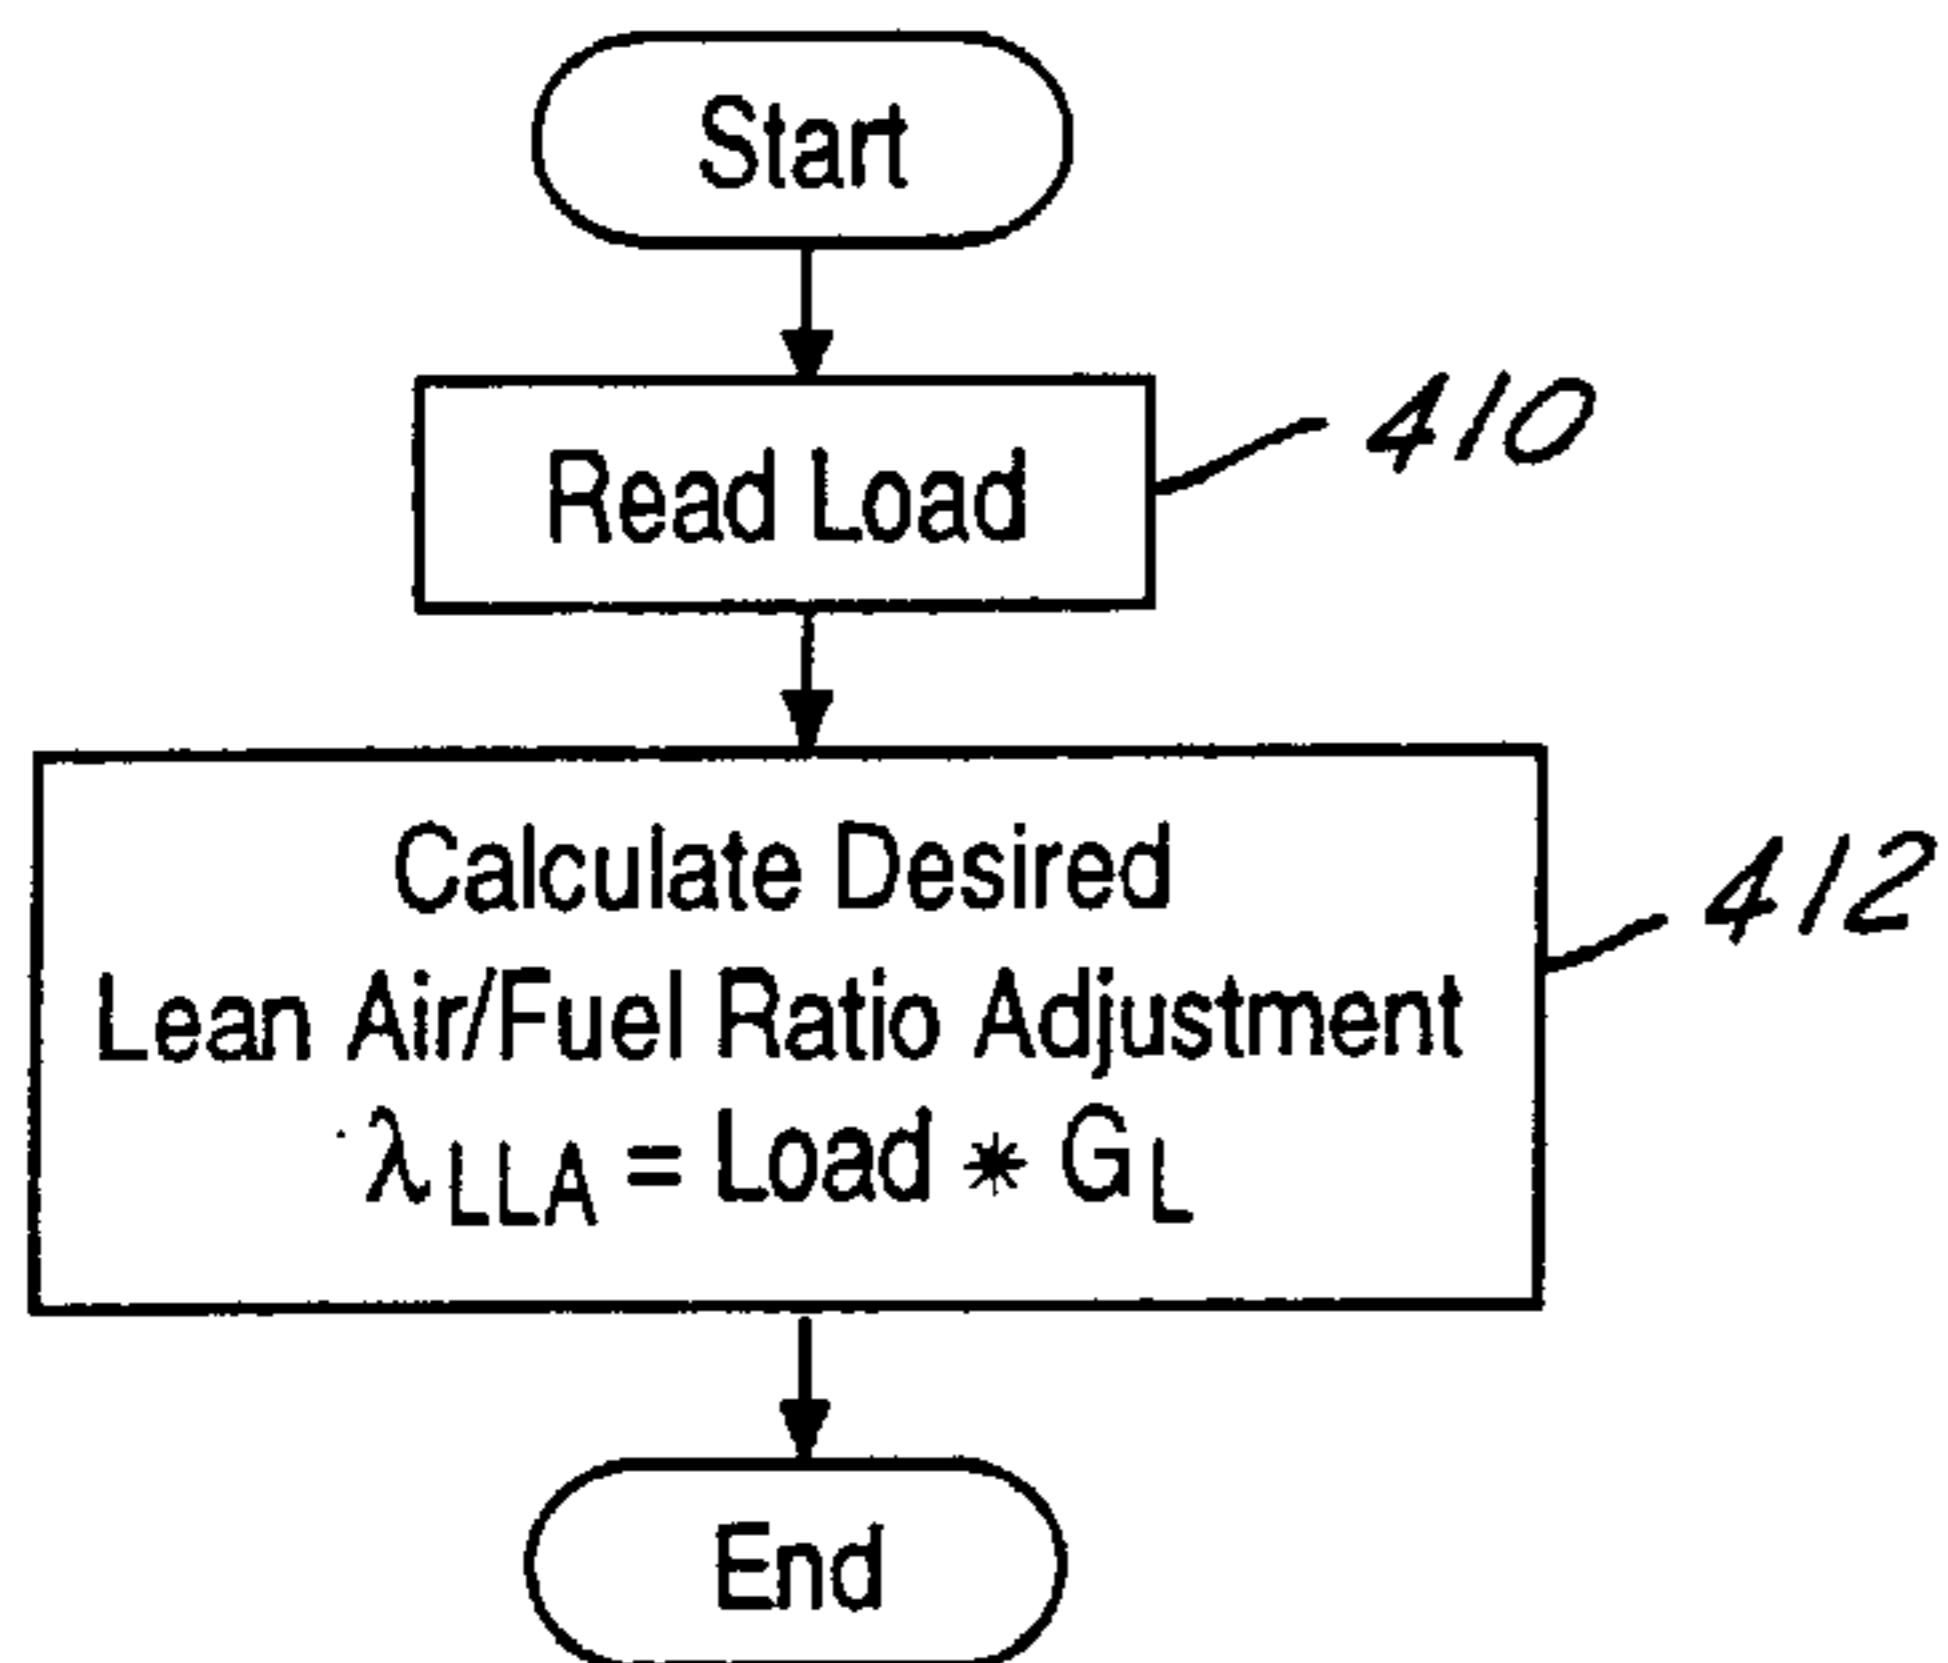 Start
Read Load
410
Calculate Desired
Lean Air/Fuel Ratio Adjustment
λLLA = Load * GL
412
End